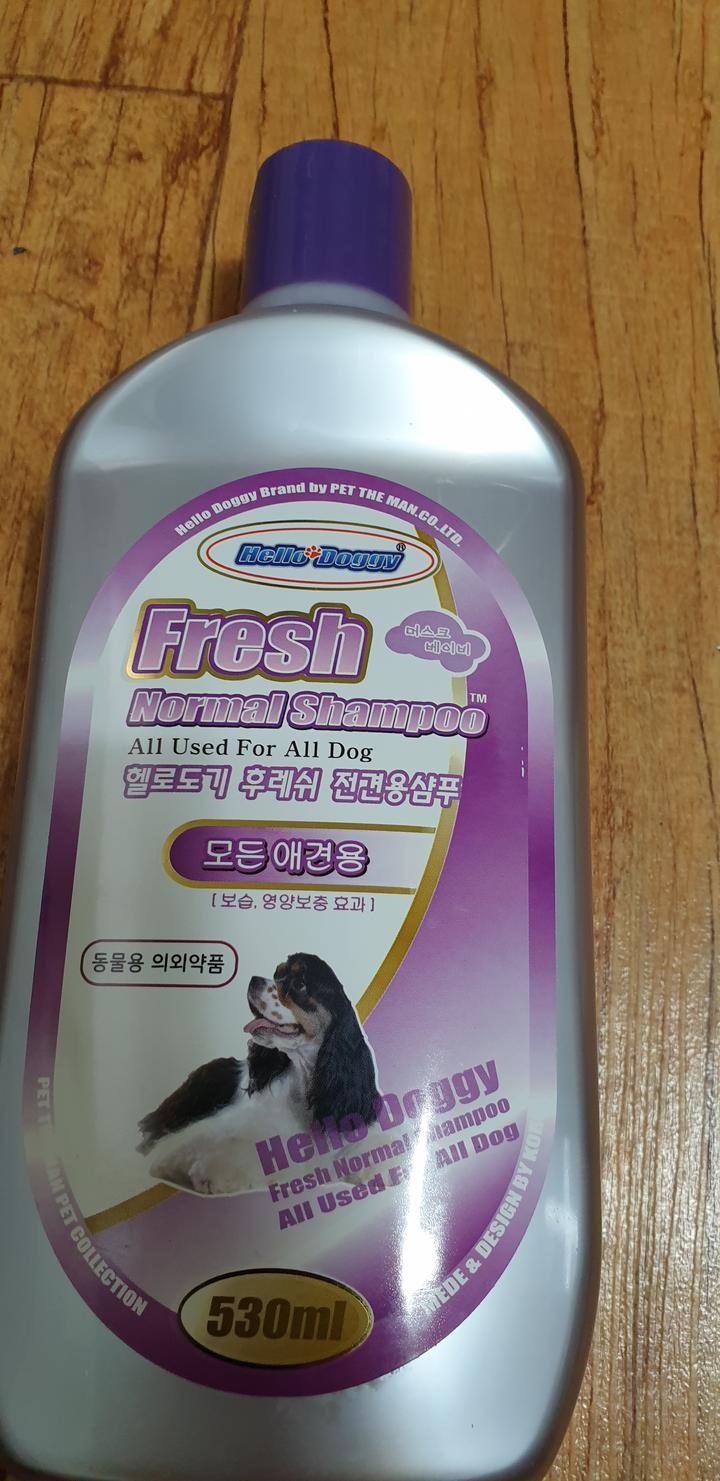 Hello Doggy Brand by PET THE MAN.CO.,LTD.
Hello Doggy®
Fresh
머스크
베이비
Normal Shampoo™
All Used For All Dog
헬로도기 후레쉬 전견용샴푸
모든 애견용
[ 보습, 영양보충 효과 ]
동물용 의외약품
Hello Doggy
Fresh Normal Shampoo
All Used For All Dog
PET COLLECTION
MEDE & DESIGN BY
530ml